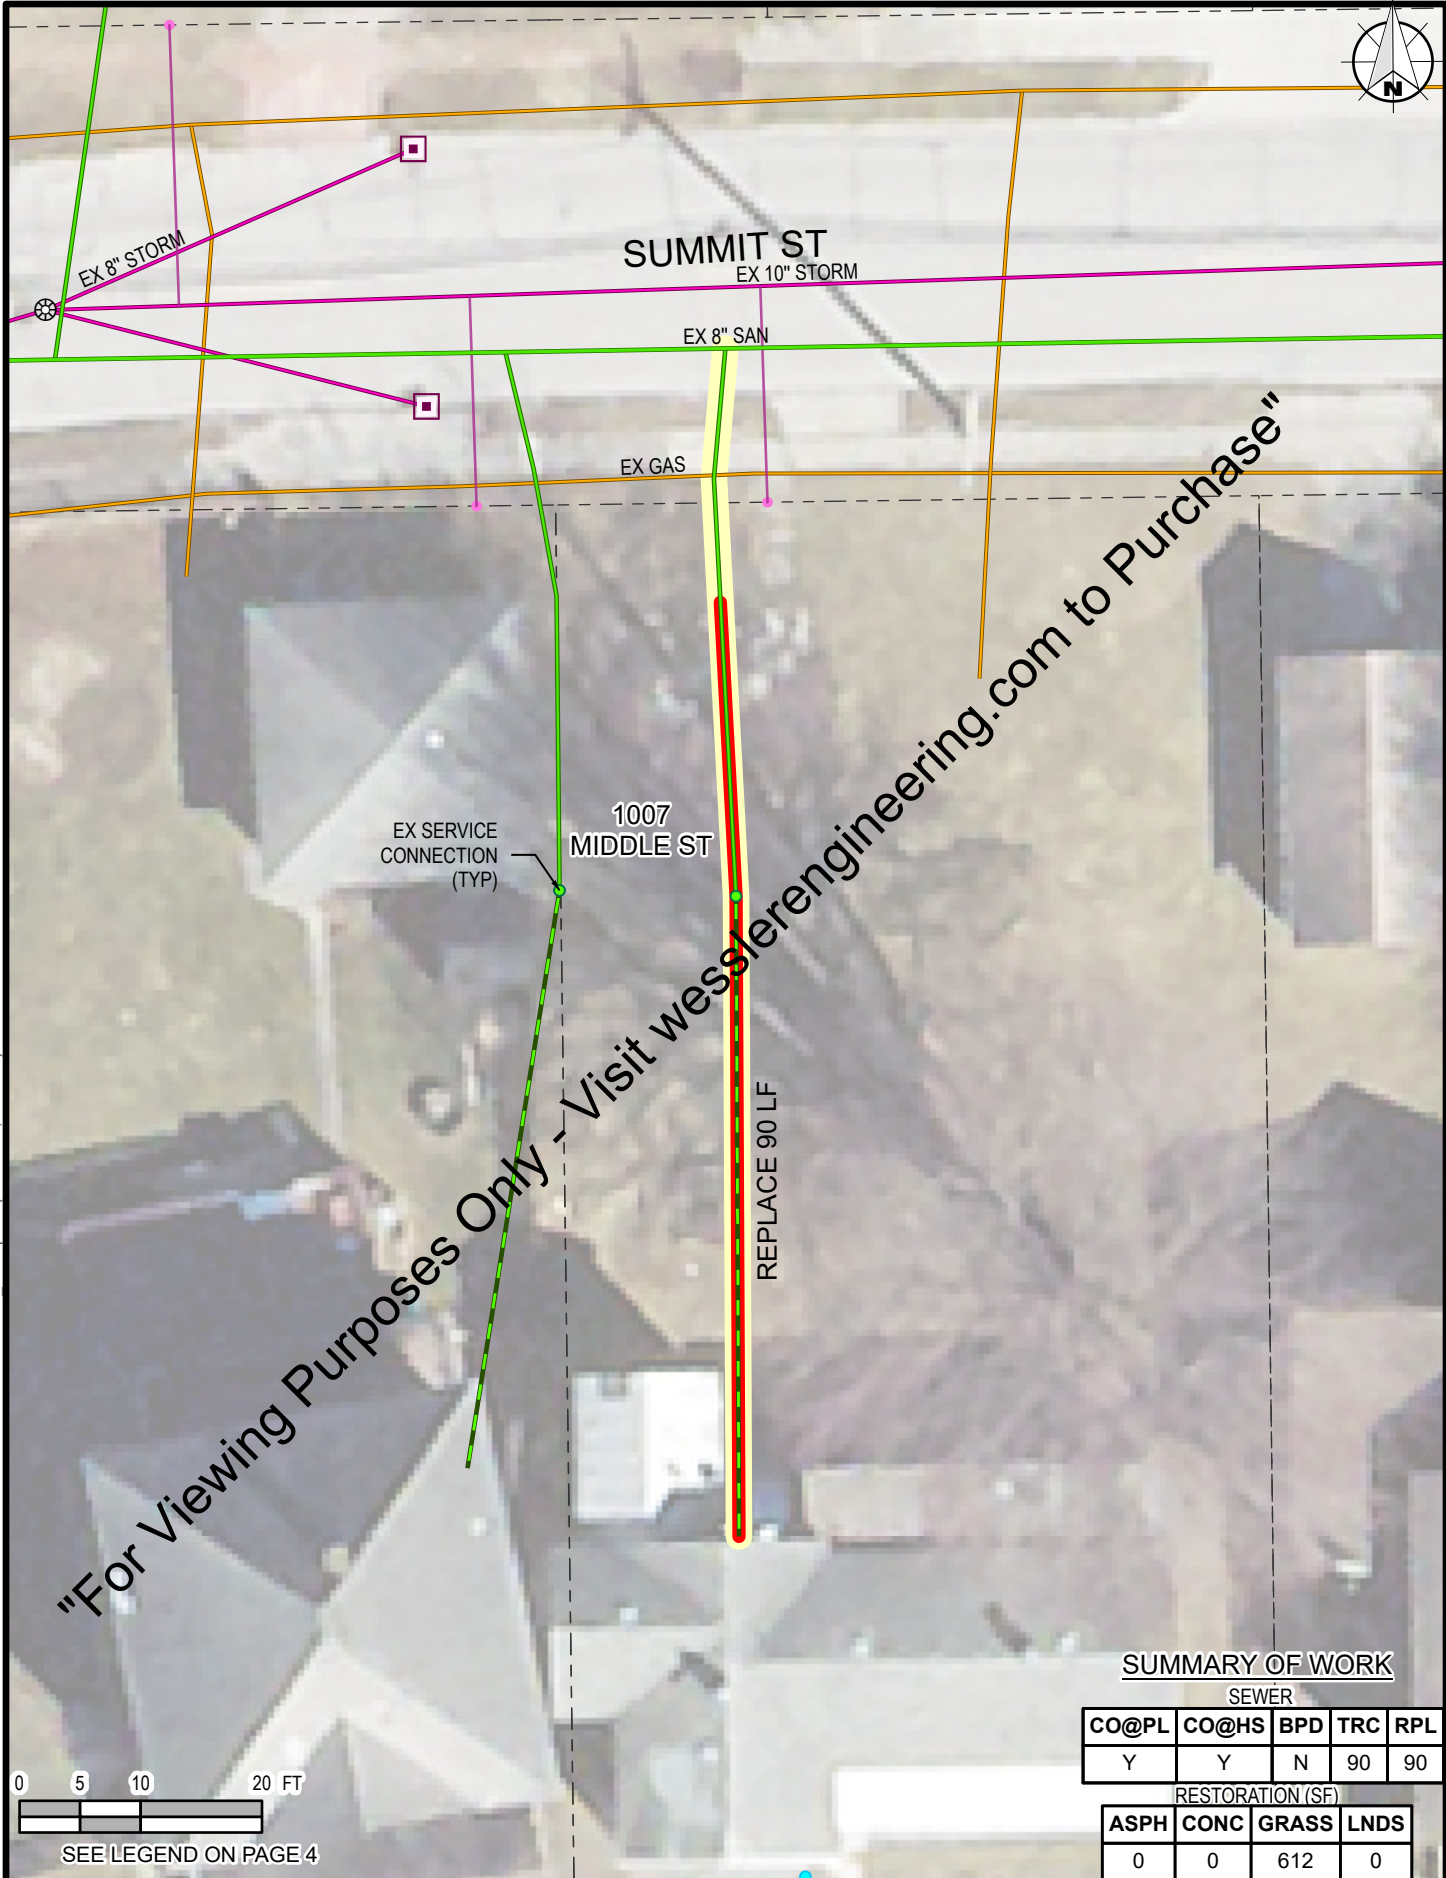 N
EX 8" STORM
SUMMIT ST
EX 10" STORM
EX 8" SAN
EX GAS
1007
MIDDLE ST
EX SERVICE
CONNECTION
(TYP)
REPLACE 90 LF
"For Viewing Purposes Only - Visit wesslerengineering.com to Purchase"
SUMMARY OF WORK
SEWER
CO@PL CO@HS BPD TRC RPL
Y Y N 90 90
RESTORATION (SF)
ASPH CONC GRASS LNDS
0 0 612 0
0 5 10 20 FT
SEE LEGEND ON PAGE 4